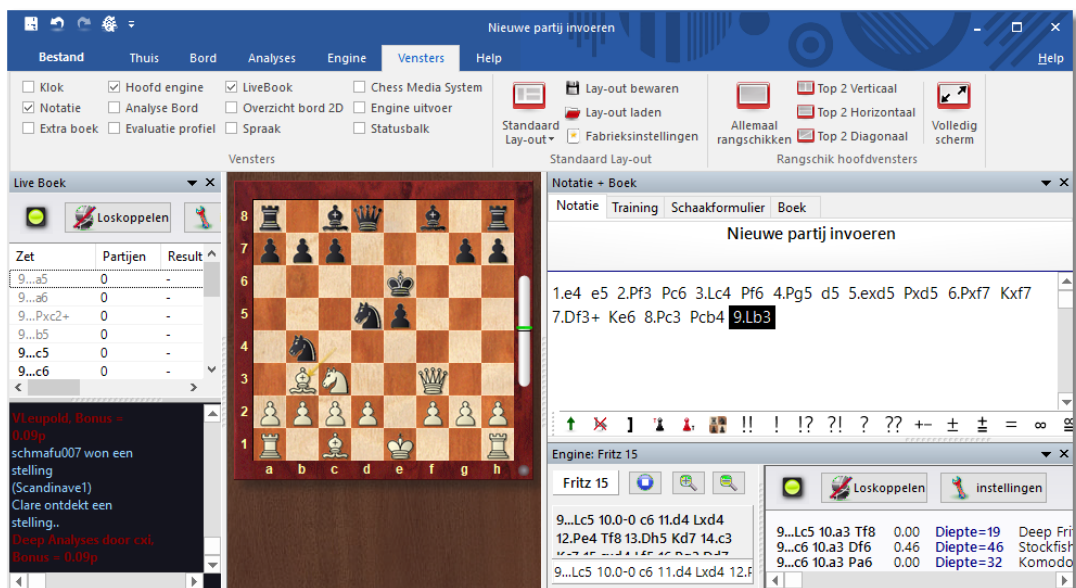 Nieuwe partij invoeren
Bestand Thuis Bord Analyses Engine Vensters Help Help
Klok Hoofd engine LiveBook Chess Media System
Notatie Analyse Bord Overzicht bord 2D Engine uitvoer
Extra boek Evaluatie profiel Spraak Statusbalk
Vensters
Standaard Lay-out
Lay-out bewaren
Lay-out laden
Fabrieksinstellingen
Standaard Lay-out
Allemaal rangschikken
Top 2 Verticaal
Top 2 Horizontaal
Top 2 Diagonaal
Volledig scherm
Rangschik hoofdvensters
Live Boek
Loskoppelen
Zet Partijen Result
9...a5 0 -
9...a6 0 -
9...Pxc2+ 0 -
9...b5 0 -
9...c5 0 -
9...c6 0 -
VLeupold, Bonus =
0.09p
schmafu007 won een
stelling
(Scandinave1)
Clare ontdekt een
stelling..
Deep Analyses door cxi,
Bonus = 0.09p
8
7
6
5
4
3
2
1
a b c d e f g h
Notatie + Boek
Notatie Training Schaakformulier Boek
Nieuwe partij invoeren
1.e4 e5 2.Pf3 Pc6 3.Lc4 Pf6 4.Pg5 d5 5.exd5 Pxd5 6.Pxf7 Kxf7
7.Df3+ Ke6 8.Pc3 Pcb4 9.Lb3
!! ! !? ?! ? ?? +- ± ± = ∞
Engine: Fritz 15
Fritz 15
9...Lc5 10.0-0 c6 11.d4 Lxd4
12.Pe4 Tf8 13.Dh5 Kd7 14.c3
9...Lc5 10.0-0 c6 11.d4 Lxd4 12.F
Loskoppelen instellingen
9...Lc5 10.a3 Tf8 0.00 Diepte=19 Deep Fri
9...c6 10.a3 Df6 0.46 Diepte=46 Stockfish
9...c6 10.a3 Pa6 0.00 Diepte=32 Komodo